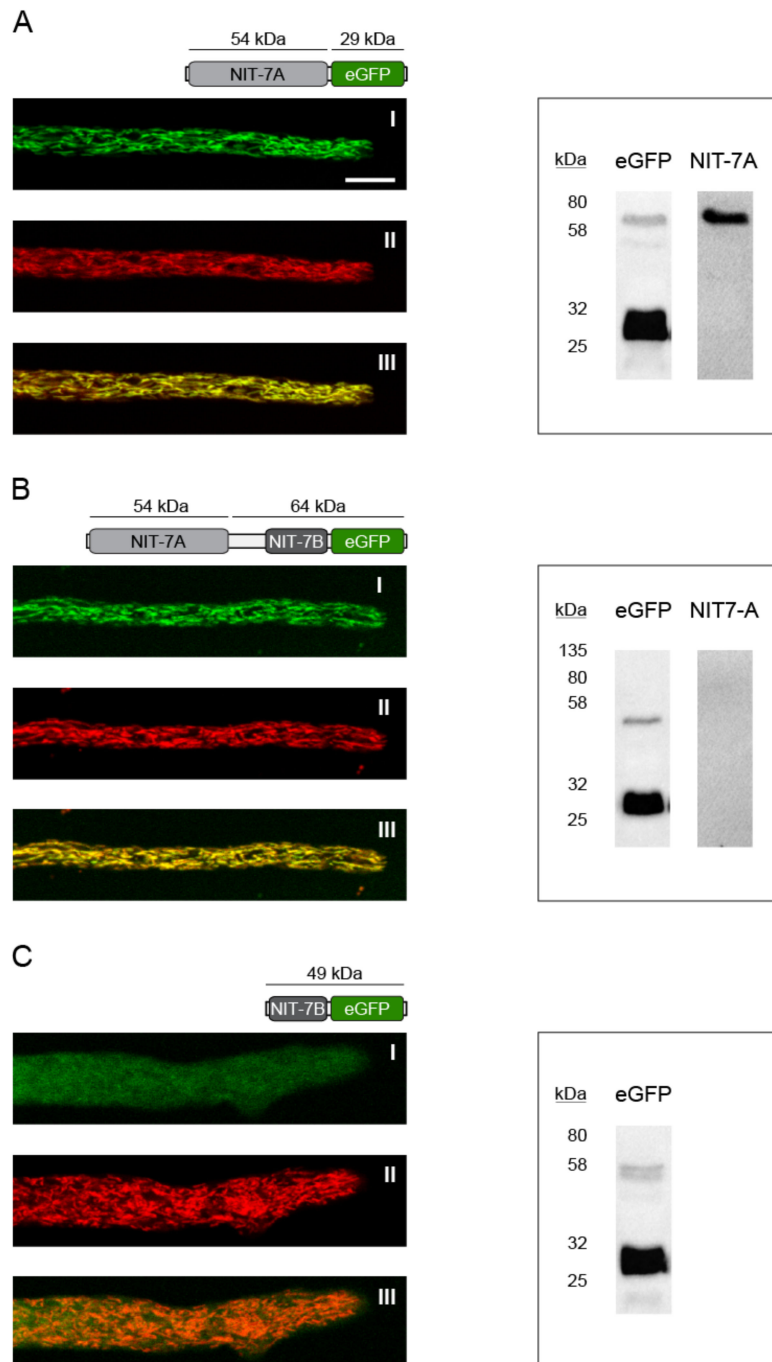 A
54 kDa 29 kDa
NIT-7A eGFP
I
II
III
kDa eGFP NIT-7A
80
58
32
25
B
54 kDa 64 kDa
NIT-7A NIT-7B eGFP
I
II
III
kDa eGFP NIT7-A
135
80
58
32
25
C
49 kDa
NIT-7B eGFP
I
II
III
kDa eGFP
80
58
32
25